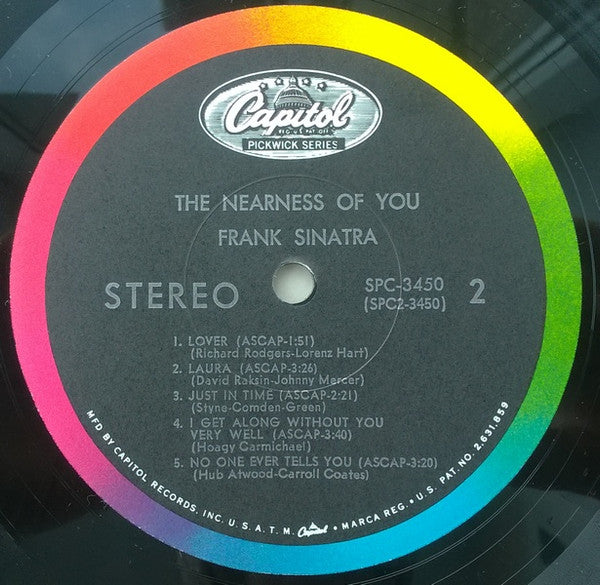 Capitol
REG. U.S. PAT. OFF.
PICKWICK SERIES
THE NEARNESS OF YOU
FRANK SINATRA
STEREO
SPC-3450
(SPC2-3450)
2
1. LOVER (ASCAP-1:51)
(Richard Rodgers-Lorenz Hart)
2. LAURA (ASCAP-3:26)
(David Raksin-Johnny Mercer)
3. JUST IN TIME (ASCAP-2:21)
(Styne-Comden-Green)
4. I GET ALONG WITHOUT YOU
VERY WELL (ASCAP-3:40)
(Hoagy Carmichael)
5. NO ONE EVER TELLS YOU (ASCAP-3:20)
(Hub Atwood-Carroll Coates)
MFD BY CAPITOL RECORDS, INC. U.S.A. T.M. Capitol • MARCA REG. • U.S. PAT. NO. 2,631,859